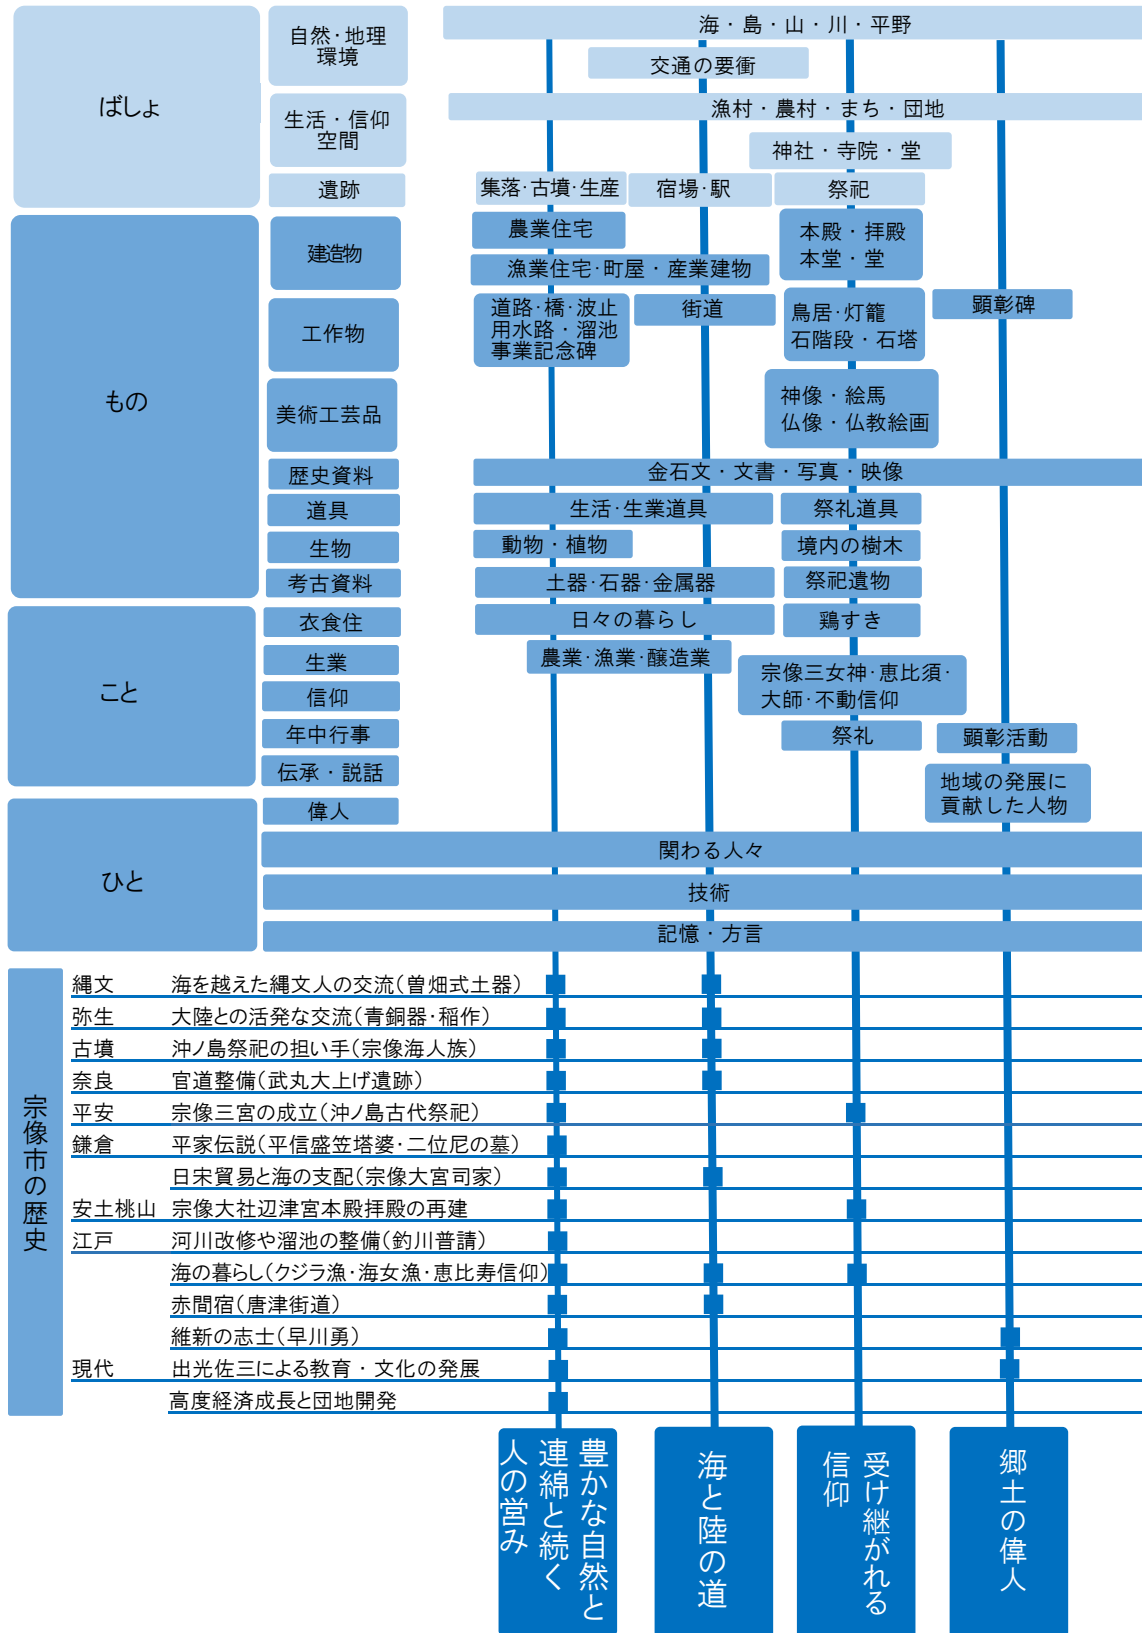 ばしょ
自然・地理
環境
海・島・山・川・平野
交通の要衝
生活・信仰
空間
漁村・農村・まち・団地
神社・寺院・堂
遺跡
集落・古墳・生産
宿場・駅
祭祀
もの
建造物
農業住宅
本殿・拝殿
本堂・堂
漁業住宅・町屋・産業建物
工作物
道路・橋・波止
用水路・溜池
事業記念碑
街道
鳥居・灯籠
石階段・石塔
顕彰碑
美術工芸品
神像・絵馬
仏像・仏教絵画
歴史資料
金石文・文書・写真・映像
道具
生活・生業道具
祭礼道具
生物
動物・植物
境内の樹木
考古資料
土器・石器・金属器
祭祀遺物
こと
衣食住
日々の暮らし
鶏すき
生業
農業・漁業・醸造業
信仰
宗像三女神・恵比須・
大師・不動信仰
年中行事
祭礼
顕彰活動
伝承・説話
ひと
偉人
地域の発展に
貢献した人物
関わる人々
技術
記憶・方言
宗像市の歴史
縄文 海を越えた縄文人の交流(曽畑式土器)
弥生 大陸との活発な交流(青銅器・稲作)
古墳 沖ノ島祭祀の担い手(宗像海人族)
奈良 官道整備(武丸大上げ遺跡)
平安 宗像三宮の成立(沖ノ島古代祭祀)
鎌倉 平家伝説(平信盛笠塔婆・二位尼の墓)
日宋貿易と海の支配(宗像大宮司家)
安土桃山 宗像大社辺津宮本殿拝殿の再建
江戸 河川改修や溜池の整備(釣川普請)
海の暮らし(クジラ漁・海女漁・恵比寿信仰)
赤間宿(唐津街道)
維新の志士(早川勇)
現代 出光佐三による教育・文化の発展
高度経済成長と団地開発
豊かな自然と
連綿と続く
人の営み
海と陸の道
受け継がれる
信仰
郷土の偉人